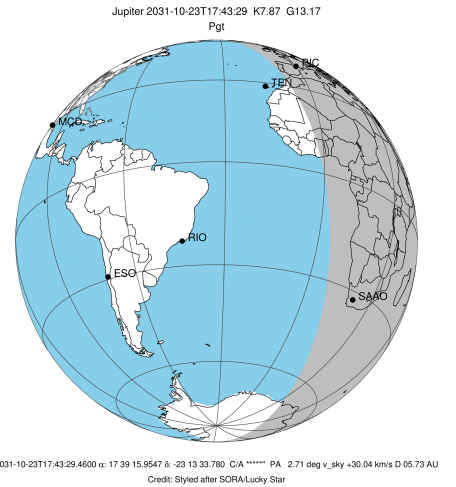 Jupiter 2031-10-23T17:43:29 K7.87 G13.17
Pgt
PIC
TEN
MCD
RIO
ESO
SAAO
031-10-23T17:43:29.4600 α: 17 39 15.9547 δ: -23 13 33.780 C/A *****" PA 2.71 deg v_sky +30.04 km/s D 05.73 AU
Credit: Styled after SORA/Lucky Star